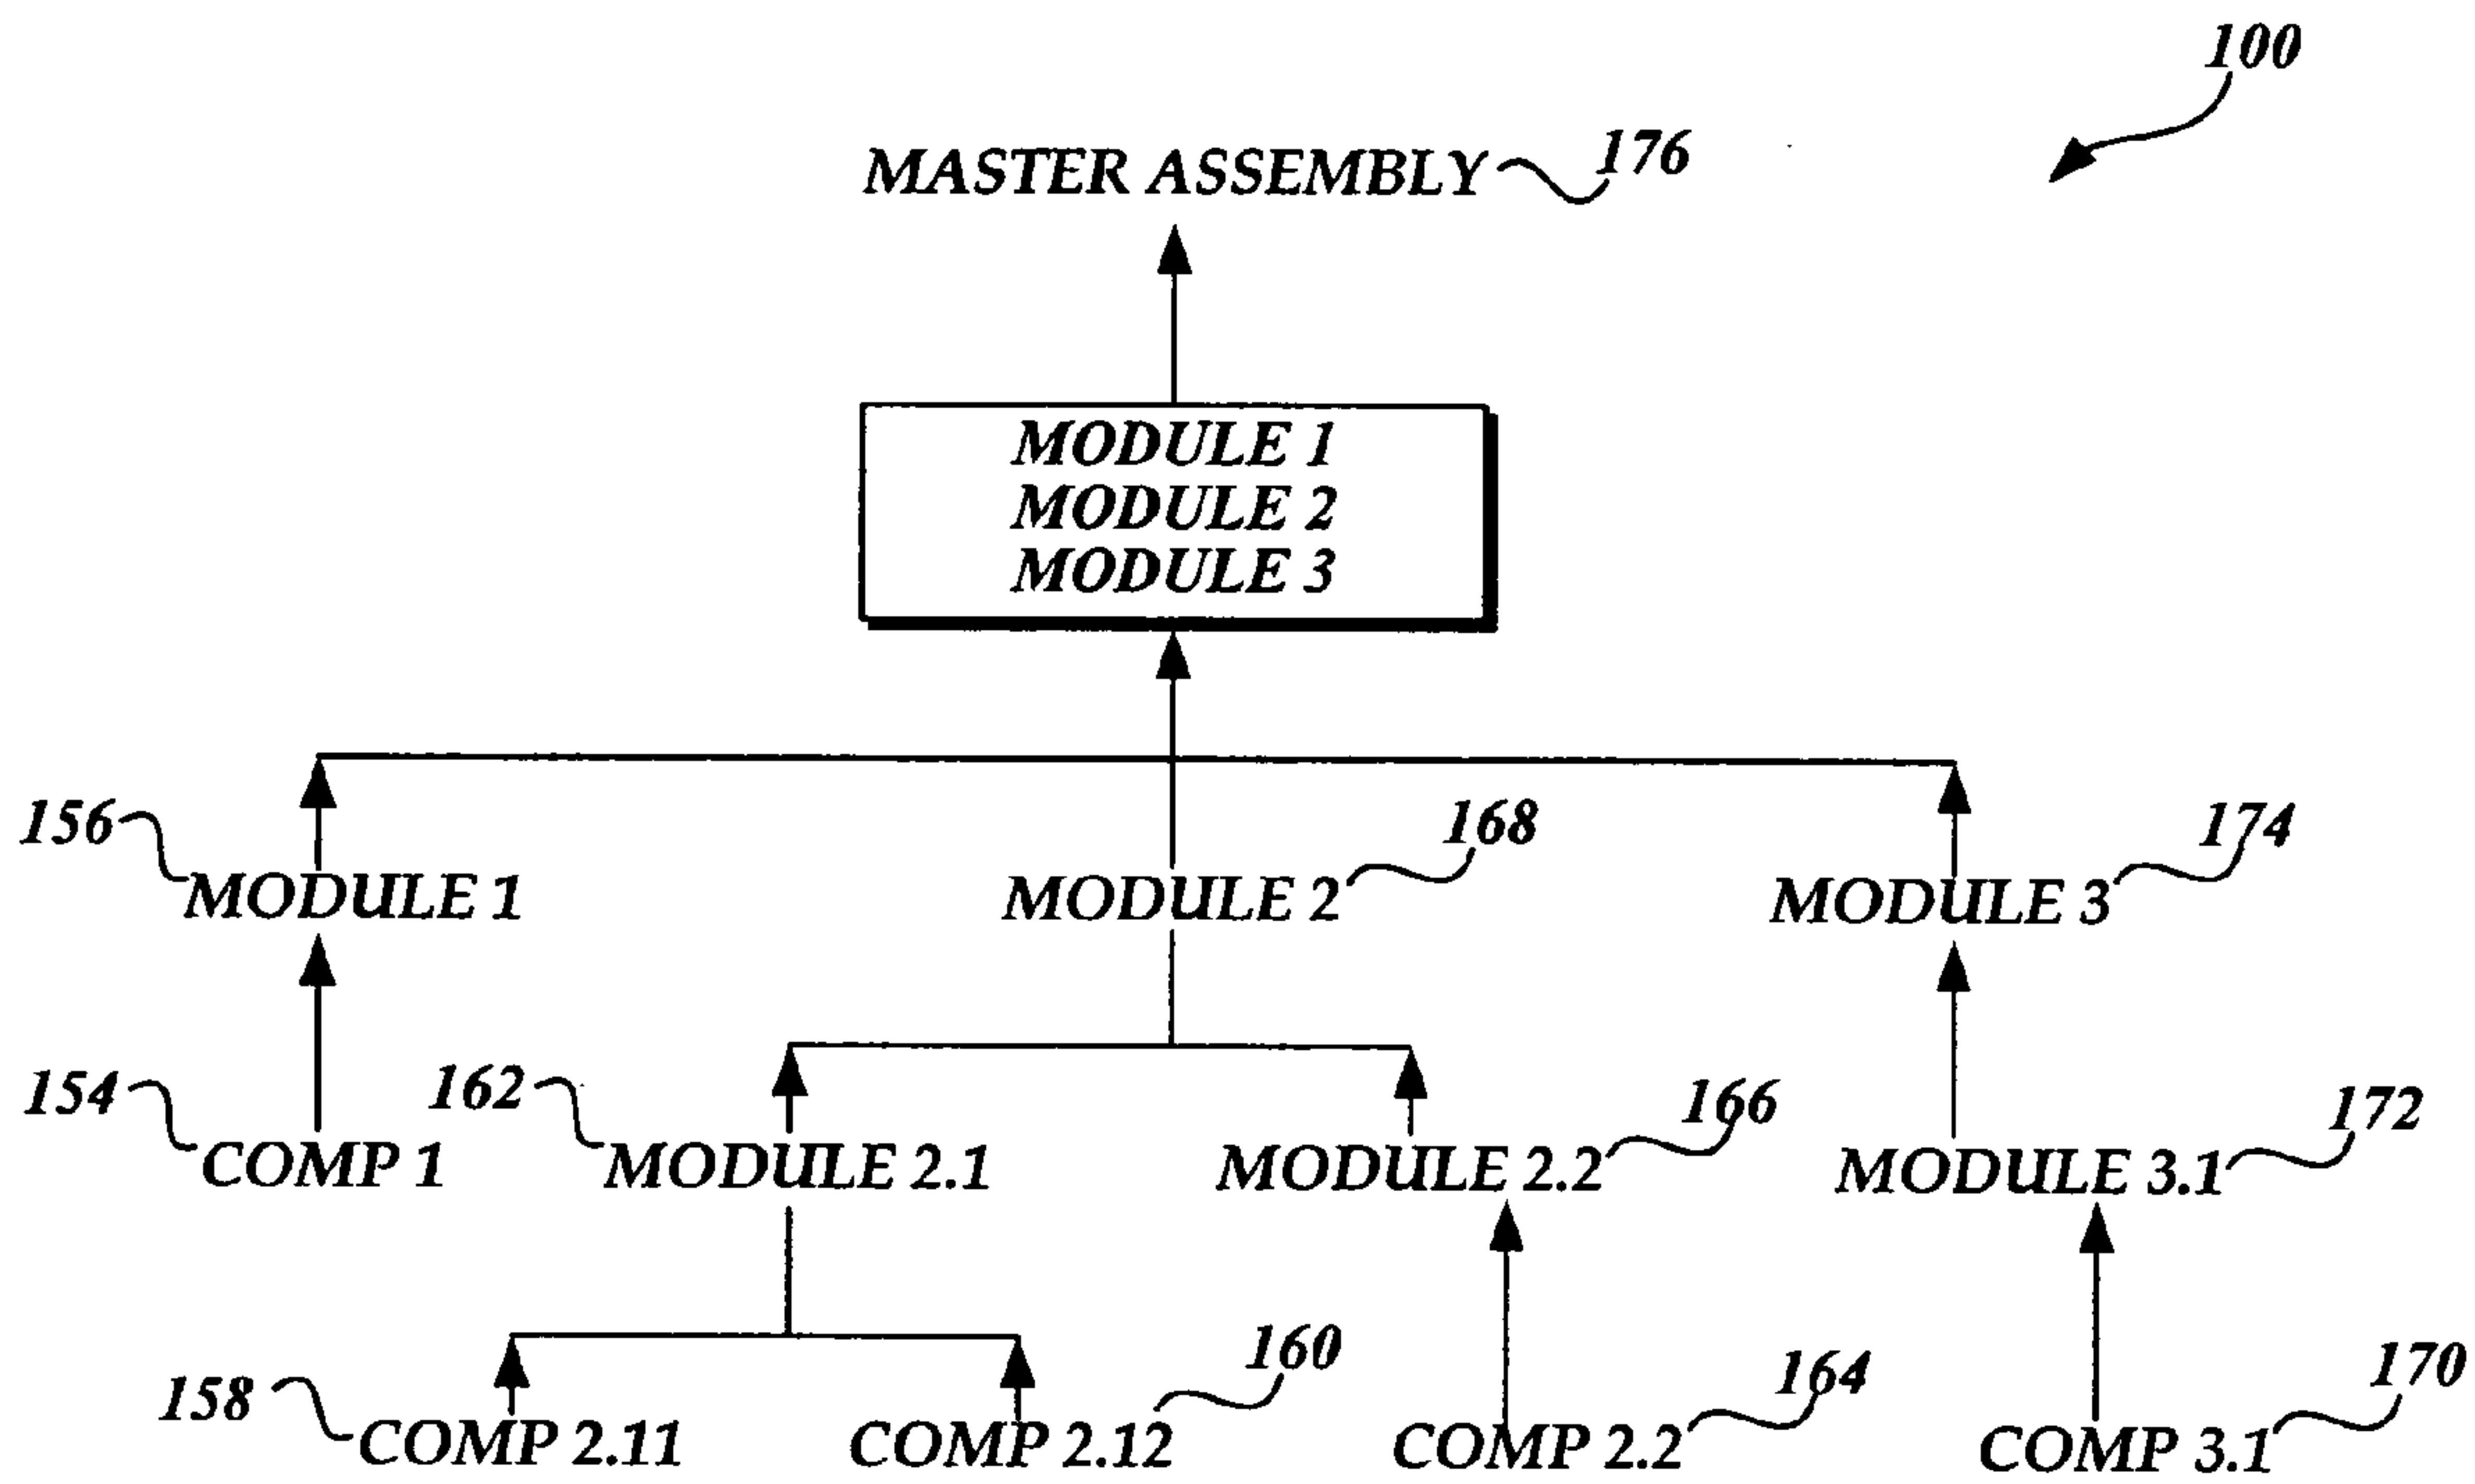 100
MASTER ASSEMBLY 176
MODULE 1
MODULE 2
MODULE 3
156 168 174
MODULE 1 MODULE 2 MODULE 3
154 162 166 172
COMP 1 MODULE 2.1 MODULE 2.2 MODULE 3.1
158 160 164 170
COMP 2.11 COMP 2.12 COMP 2.2 COMP 3.1